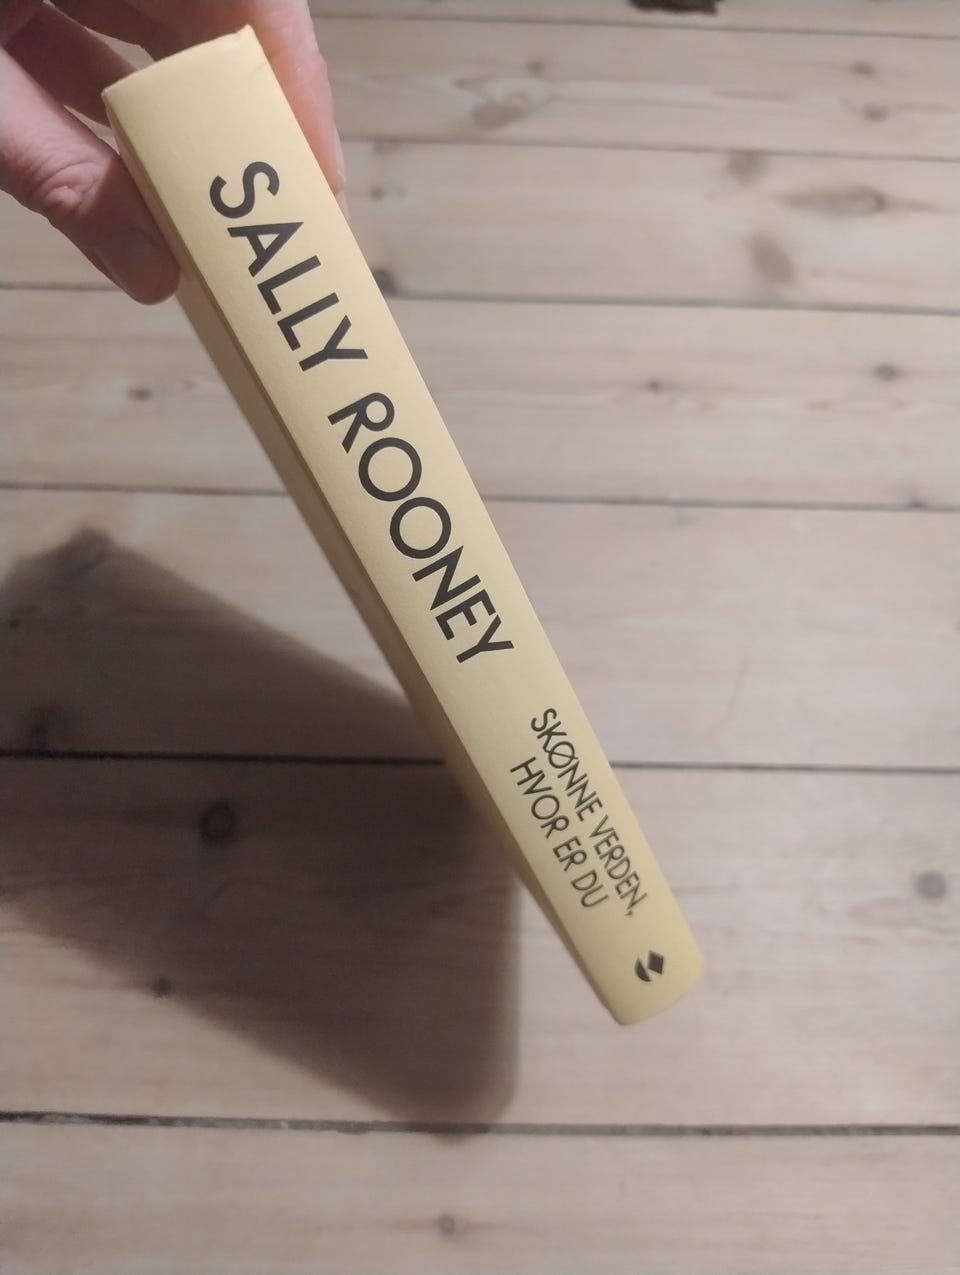 SALLY ROONEY
SKØNNE VERDEN,
HVOR ER DU